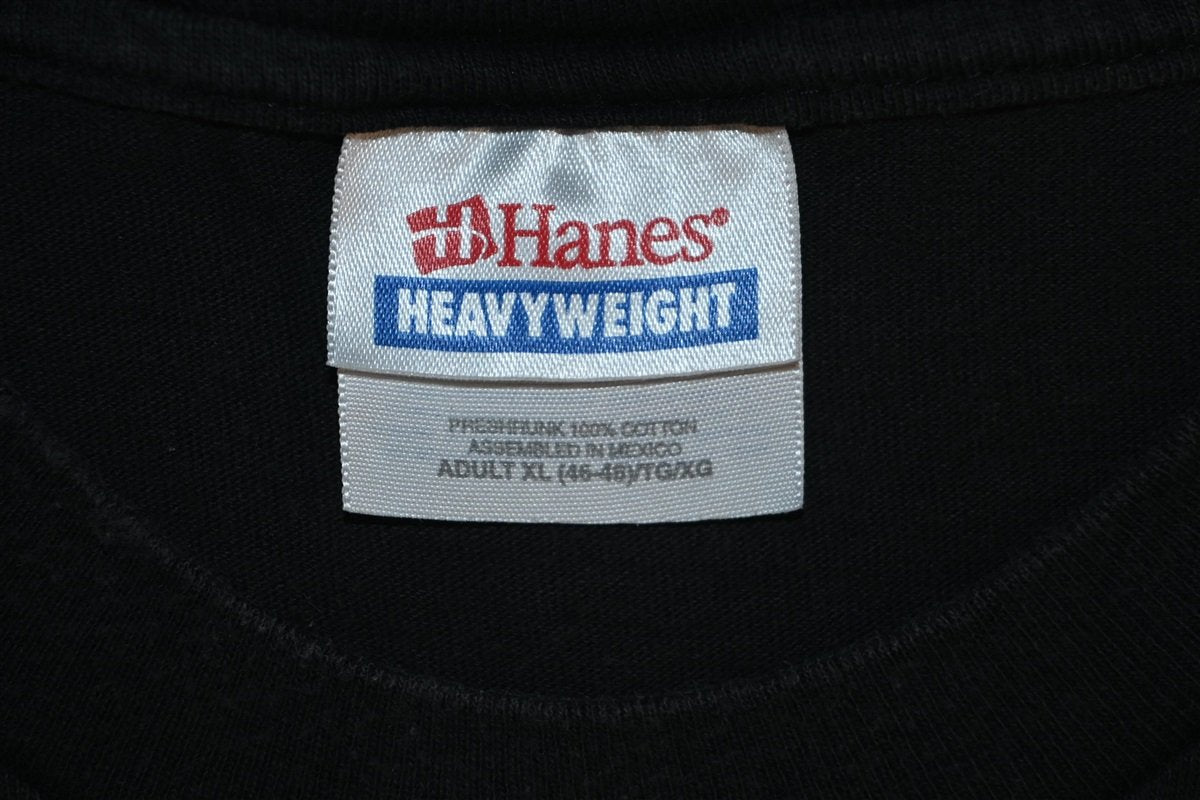 Hanes®
HEAVYWEIGHT
PRESHRUNK 100% COTTON
ASSEMBLED IN MEXICO
ADULT XL (46-48)/TG/XG